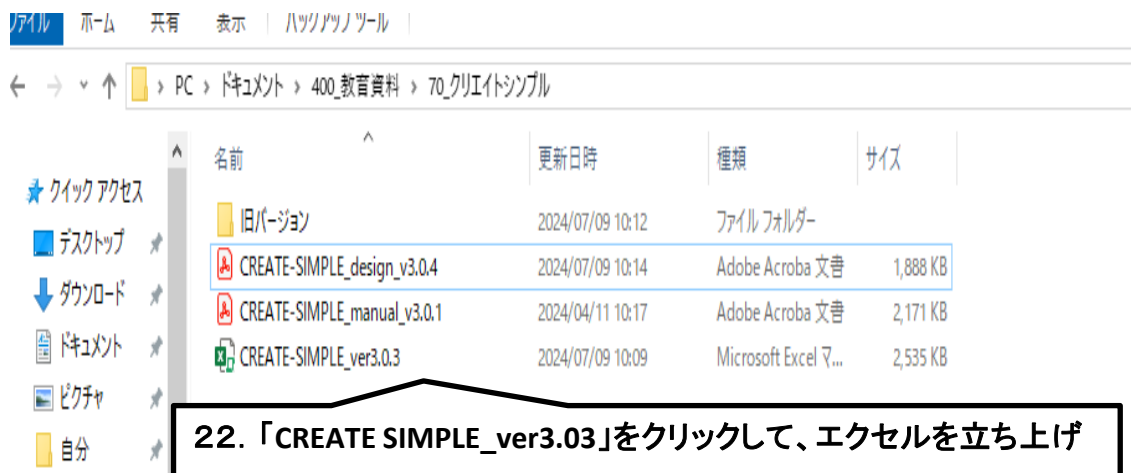 ファイル ホーム 共有 表示 バックアップ ツール
PC › ドキュメント › 400_教育資料 › 70_クリエイトシンプル
名前 更新日時 種類 サイズ
クイック アクセス
旧バージョン 2024/07/09 10:12 ファイル フォルダー
デスクトップ
CREATE-SIMPLE_design_v3.0.4 2024/07/09 10:14 Adobe Acroba 文書 1,888 KB
ダウンロード
CREATE-SIMPLE_manual_v3.0.1 2024/04/11 10:17 Adobe Acroba 文書 2,171 KB
ドキュメント
CREATE-SIMPLE_ver3.0.3 2024/07/09 10:09 Microsoft Excel マ... 2,535 KB
ピクチャ
自分
22．「CREATE SIMPLE_ver3.03」をクリックして、エクセルを立ち上げ